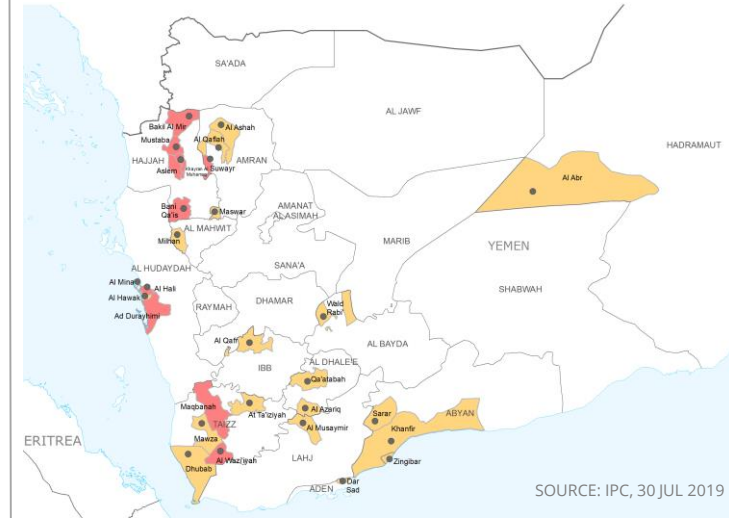 SA'ADA
AL JAWF
HADRAMAUT
Bakil Al Mir
Al Ashah
Mustaba
Al Qaflah
HAJJAH
AMRAN
Aslem
Suwayr
Al Abr
Bani
Qa'is
Maswar
AMANAT
AL ASIMAH
AL MAHWIT
Milhan
MARIB
YEMEN
AL HUDAYDAH
SANA'A
SHABWAH
Al Mina
Al Hali
Al Hawak
RAYMAH
DHAMAR
Wald
Rabi'
Ad Durayhimi
Al Qafr
AL BAYDA
IBB
AL DHALE'E
Qa'atabah
Maqbanah
At Ta'iziyah
Al Azariq
Sarar
ABYAN
TAIZZ
Al Musaymir
Khanfir
Mawza
ERITREA
Al Wazi'iyah
LAHJ
Zingibar
Dhubab
ADEN
Dar
Sad
SOURCE: IPC, 30 JUL 2019